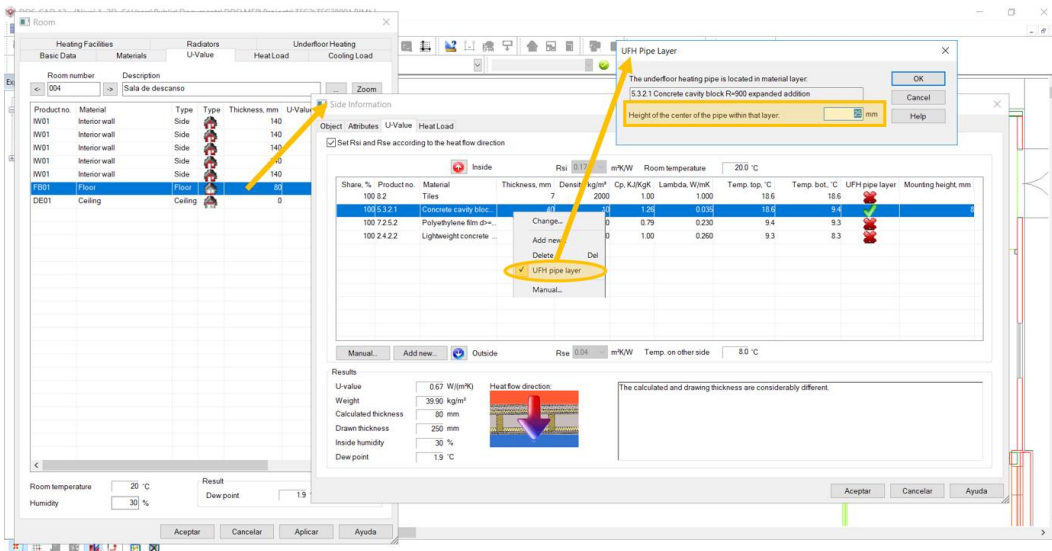 Room
Heating Facilities Radiators Underfloor Heating
Basic Data Materials U-Value Heat Load Cooling Load
Room number Description
<- 004 -> Sala de descanso ... Zoom
Product no. Material Type Type Thickness, mm U-Value
IW01 Interior wall Side 140
IW01 Interior wall Side 140
IW01 Interior wall Side 140
IW01 Interior wall Side 140
FB01 Floor Floor 80
DE01 Ceiling Ceiling 0
Room temperature 20 °C
Humidity 30 %
Result
Dew point 1.9
Aceptar Cancelar Aplicar Ayuda
Side Information
Object Attributes U-Value Heat Load
Set Rsi and Rse according to the heat flow direction
Inside Rsi 0.17 m²K/W Room temperature 20.0 °C
Share, % Product no. Material Thickness, mm Density kg/m³ Cp, KJ/KgK Lambda, W/mK Temp. top, °C Temp. bot., °C UFH pipe layer Mounting height, mm
100 8.2 Tiles 7 2000 1.00 1.000 18.6 18.6
100 5.3.2.1 Concrete cavity bloc... 40 10 1.26 0.035 18.6 9.4 8
100 7.2.5.2 Polyethylene film d>=... 0 0.79 0.230 9.4 9.3
100 2.4.2.2 Lightweight concrete ... 0 1.00 0.260 9.3 8.3
Change...
Add new
Delete Del
✓ UFH pipe layer
Manual...
Manual... Add new... Outside Rse 0.04 m²K/W Temp. on other side 8.0 °C
Results
U-value 0.67 W/(m²K) Heat flow direction:
Weight 39.90 kg/m²
Calculated thickness 80 mm
Drawn thickness 250 mm
Inside humidity 30 %
Dew point 1.9 °C
The calculated and drawing thickness are considerably different.
Aceptar Cancelar Ayuda
UFH Pipe Layer
The underfloor heating pipe is located in material layer:
5.3.2.1 Concrete cavity block R=900 expanded addition
Height of the center of the pipe within that layer: mm
OK
Cancel
Help